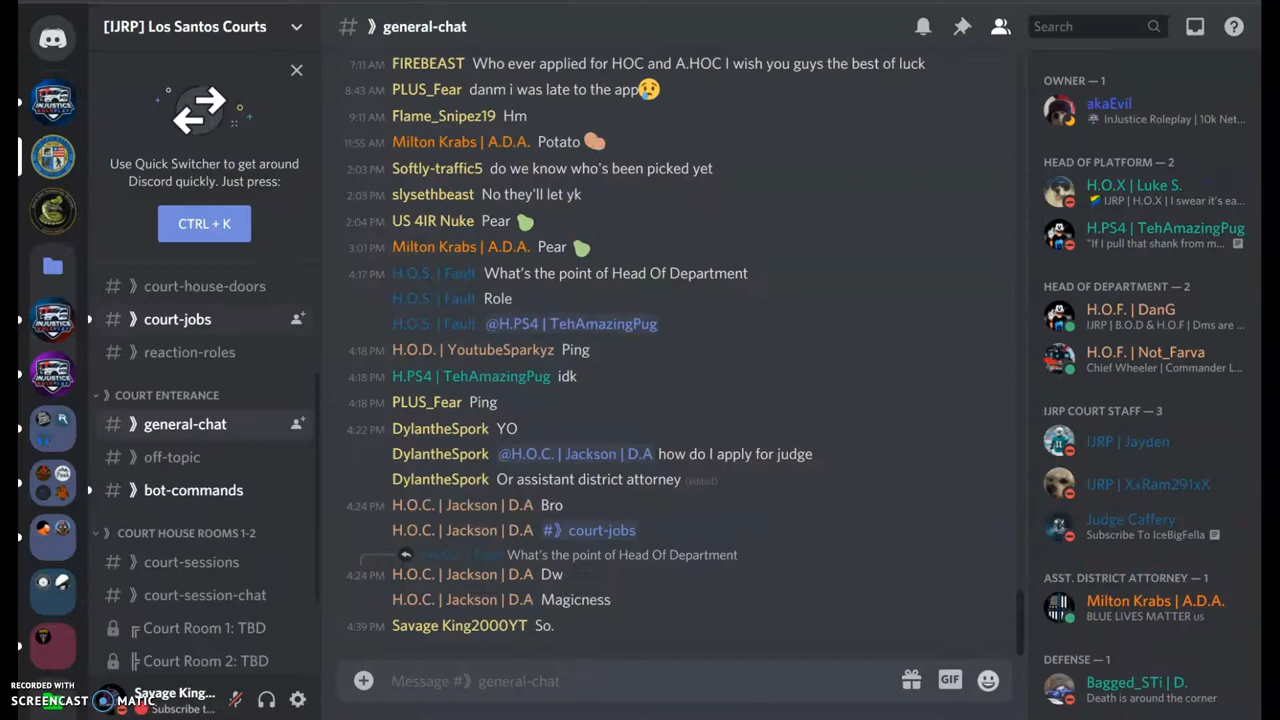 [IJRP] Los Santos Courts
Use Quick Switcher to get around
Discord quickly. Just press:
CTRL + K
# 》 court-house-doors
# 》 court-jobs
# 》 reaction-roles
》 COURT ENTERANCE
# 》 general-chat
# 》 off-topic
# 》 bot-commands
》 COURT HOUSE ROOMS 1-2
# 》 court-sessions
# 》 court-session-chat
╔ Court Room 1: TBD
╠ Court Room 2: TBD
Savage King...
Subscribe t...
RECORDED WITH
SCREENCAST MATIC
# 》 general-chat
Search
7:11 AM FIREBEAST Who ever applied for HOC and A.HOC I wish you guys the best of luck
8:43 AM PLUS_Fear danm i was late to the app😢
9:11 AM Flame_Snipez19 Hm
11:55 AM Milton Krabs | A.D.A. Potato 🥔
2:03 PM Softly-traffic5 do we know who's been picked yet
2:03 PM slysethbeast No they'll let yk
2:04 PM US 4IR Nuke Pear 🍐
3:01 PM Milton Krabs | A.D.A. Pear 🍐
4:17 PM H.O.S. | Fault What's the point of Head Of Department
H.O.S. | Fault Role
H.O.S. | Fault @H.PS4 | TehAmazingPug
4:18 PM H.O.D. | YoutubeSparkyz Ping
4:18 PM H.PS4 | TehAmazingPug idk
4:18 PM PLUS_Fear Ping
4:22 PM DylantheSpork YO
DylantheSpork @H.O.C. | Jackson | D.A how do I apply for judge
DylantheSpork Or assistant district attorney (edited)
4:24 PM H.O.C. | Jackson | D.A Bro
H.O.C. | Jackson | D.A #》 court-jobs
What's the point of Head Of Department
4:24 PM H.O.C. | Jackson | D.A Dw
H.O.C. | Jackson | D.A Magicness
4:39 PM Savage King2000YT So.
Message #》 general-chat
GIF
OWNER — 1
akaEvil
InJustice Roleplay | 10k Net...
HEAD OF PLATFORM — 2
H.O.X | Luke S.
IJRP | H.O.X | I swear it's ea...
H.PS4 | TehAmazingPug
"If I pull that shank from m...
HEAD OF DEPARTMENT — 2
H.O.F. | DanG
IJRP | B.O.D & H.O.F | Dms are ...
H.O.F. | Not_Farva
Chief Wheeler | Commander L...
IJRP COURT STAFF — 3
IJRP | Jayden
IJRP | XxRam291xX
Judge Caffery
Subscribe To IceBigFella
ASST. DISTRICT ATTORNEY — 1
Milton Krabs | A.D.A.
BLUE LIVES MATTER us
DEFENSE — 1
Bagged_STi | D.
Death is around the corner